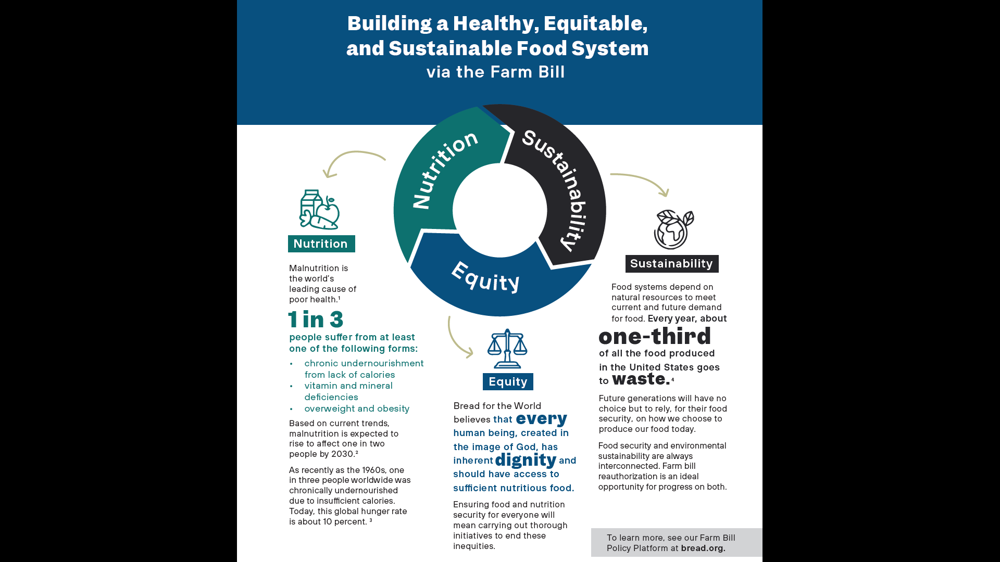 Building a Healthy, Equitable,
and Sustainable Food System
via the Farm Bill
Nutrition
Sustainability
Equity
Nutrition
Malnutrition is
the world's
leading cause of
poor health.¹
1 in 3
people suffer from at least
one of the following forms:
• chronic undernourishment
from lack of calories
• vitamin and mineral
deficiencies
• overweight and obesity
Based on current trends,
malnutrition is expected to
rise to affect one in two
people by 2030.²
As recently as the 1960s, one
in three people worldwide was
chronically undernourished
due to insufficient calories.
Today, this global hunger rate
is about 10 percent. ³
Equity
Bread for the World
believes that every
human being, created in
the image of God, has
inherent dignity and
should have access to
sufficient nutritious food.
Ensuring food and nutrition
security for everyone will
mean carrying out thorough
initiatives to end these
inequities.
Sustainability
Food systems depend on
natural resources to meet
current and future demand
for food. Every year, about
one-third
of all the food produced
in the United States goes
to waste.⁴
Future generations will have no
choice but to rely, for their food
security, on how we choose to
produce our food today.
Food security and environmental
sustainability are always
interconnected. Farm bill
reauthorization is an ideal
opportunity for progress on both.
To learn more, see our Farm Bill
Policy Platform at bread.org.